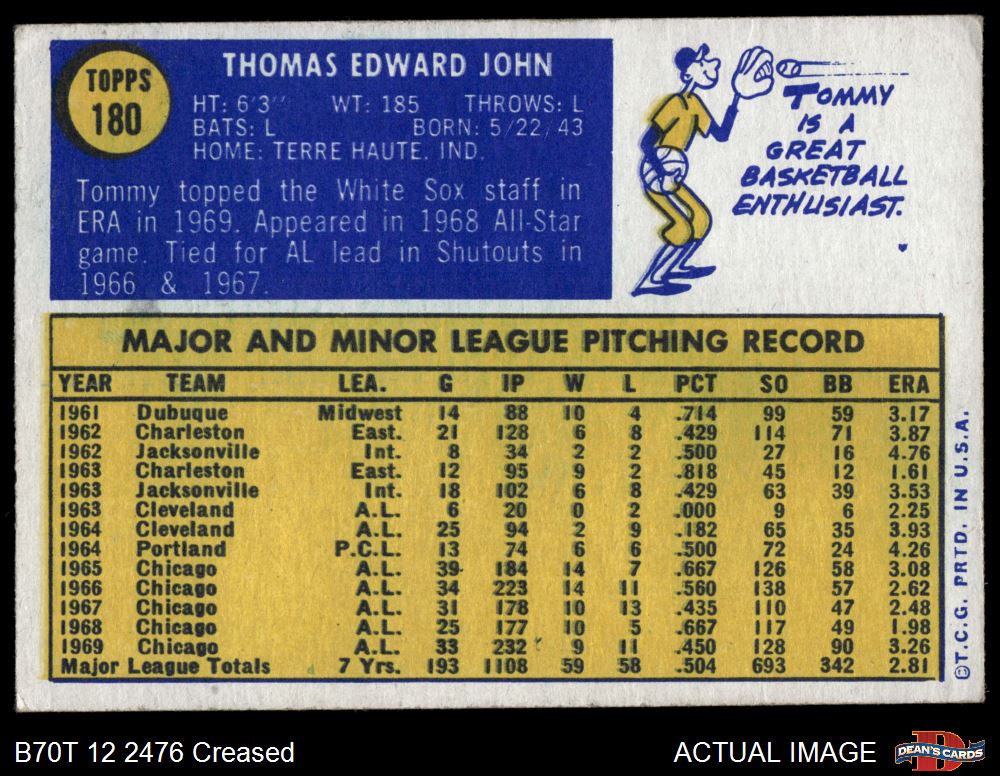 TOPPS
180
THOMAS EDWARD JOHN
HT: 6'3" WT: 185 THROWS: L
BATS: L BORN: 5/22/43
HOME: TERRE HAUTE. IND.
Tommy topped the White Sox staff in
ERA in 1969. Appeared in 1968 All-Star
game. Tied for AL lead in Shutouts in
1966 & 1967.
TOMMY
IS A
GREAT
BASKETBALL
ENTHUSIAST.
MAJOR AND MINOR LEAGUE PITCHING RECORD
YEAR TEAM LEA. G IP W L PCT SO BB ERA
1961 Dubuque Midwest 14 88 10 4 .714 99 59 3.17
1962 Charleston East. 21 128 6 8 .429 114 71 3.87
1962 Jacksonville Int. 8 34 2 2 .500 27 16 4.76
1963 Charleston East. 12 95 9 2 .818 45 12 1.61
1963 Jacksonville Int. 18 102 6 8 .429 63 39 3.53
1963 Cleveland A.L. 6 20 0 2 .000 9 6 2.25
1964 Cleveland A.L. 25 94 2 9 .182 65 35 3.93
1964 Portland P.C.L. 13 74 6 6 .500 72 24 4.26
1965 Chicago A.L. 39 184 14 7 .667 126 58 3.08
1966 Chicago A.L. 34 223 14 11 .560 138 57 2.62
1967 Chicago A.L. 31 178 10 13 .435 110 47 2.48
1968 Chicago A.L. 25 177 10 5 .667 117 49 1.98
1969 Chicago A.L. 33 232 9 11 .450 128 90 3.26
Major League Totals 7 Yrs. 193 1108 59 58 .504 693 342 2.81
©T.C.G. PRTD. IN U.S.A.
B70T 12 2476 Creased
ACTUAL IMAGE
D
DEAN'S CARDS